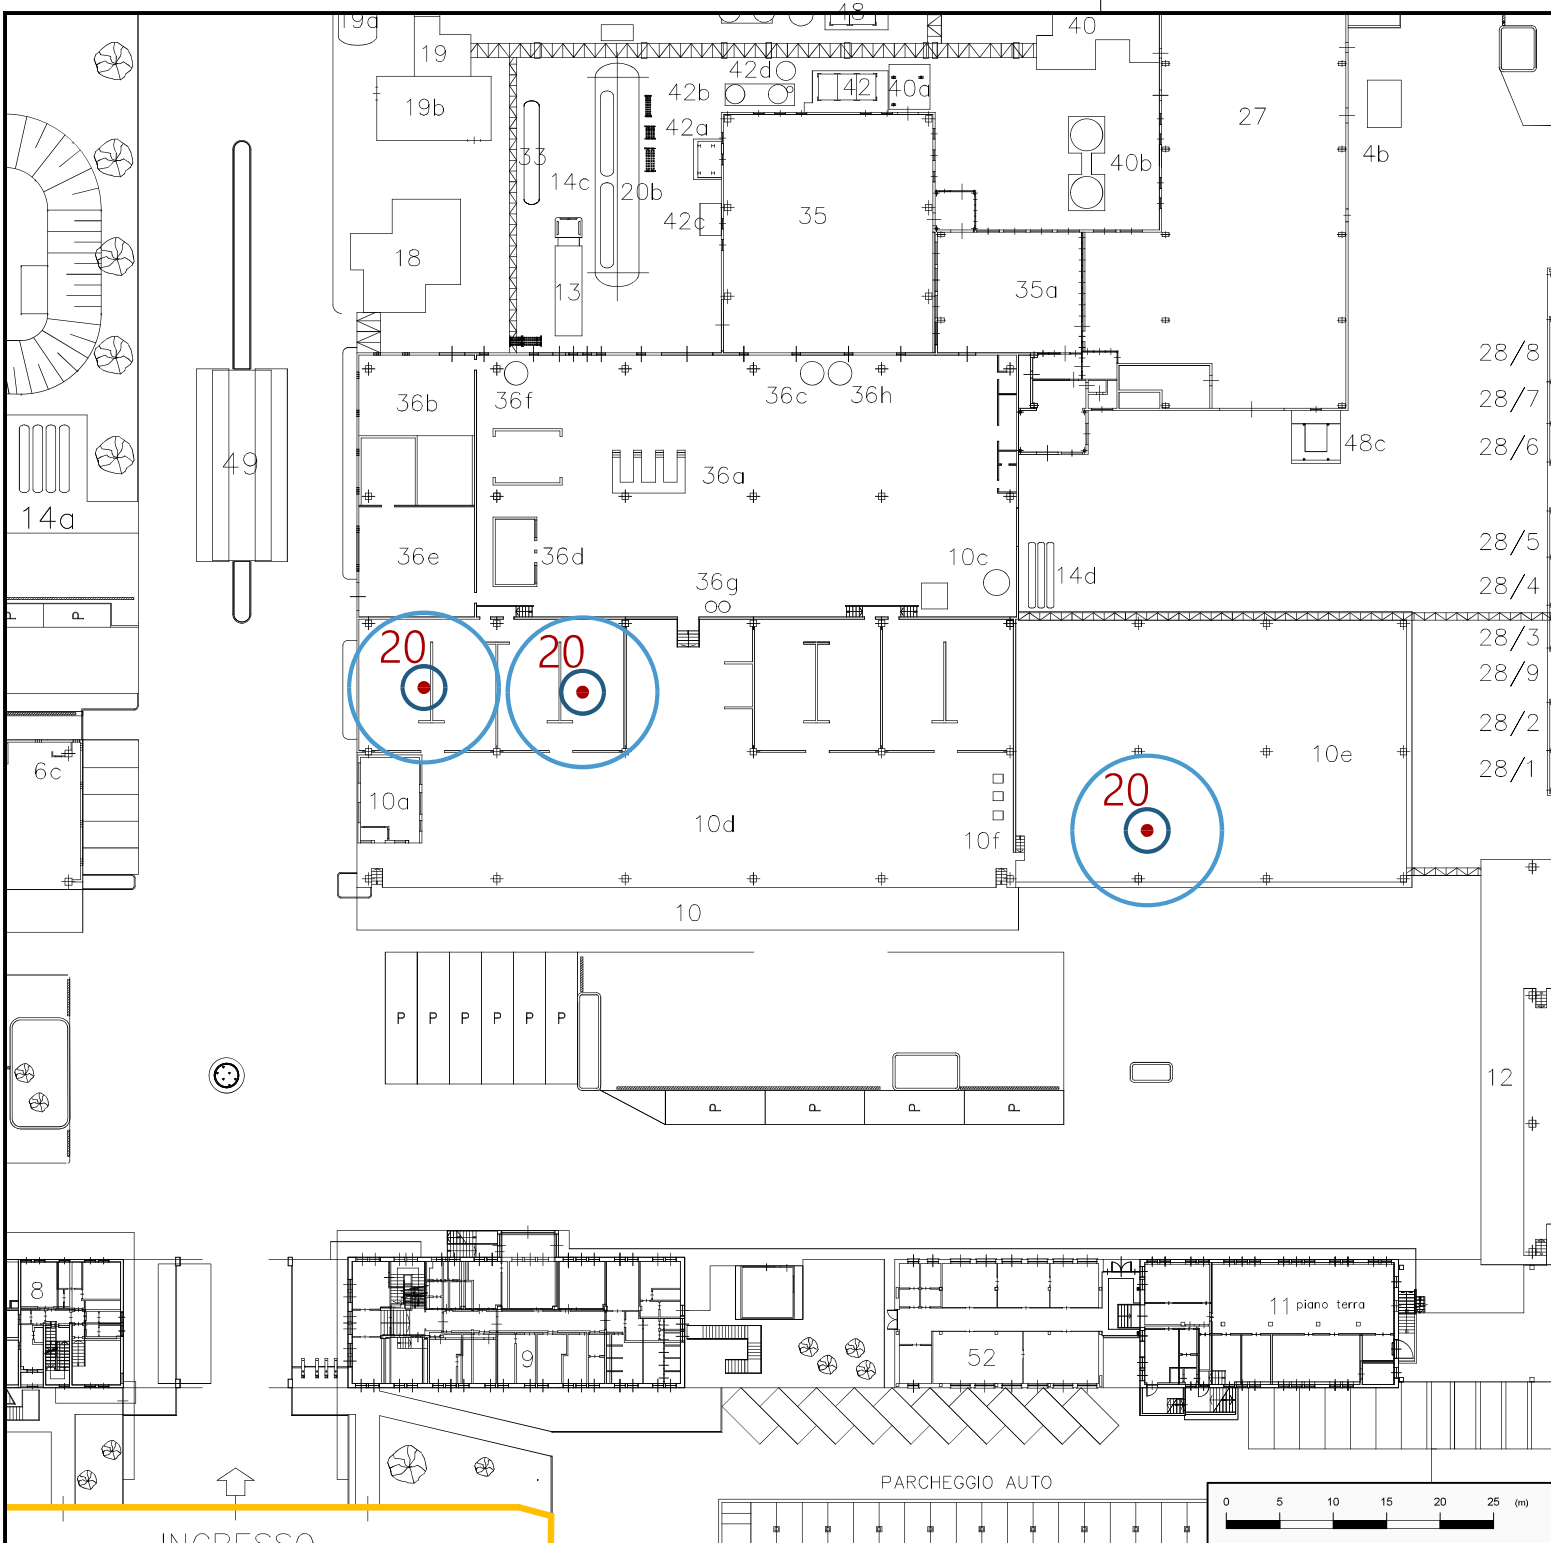 19a
48
40
19
42d
42b
42
40a
19b
27
42a
33
40b
4b
14c
20b
35
42c
18
35a
13
28/8
36b
36f
36c
36h
28/7
48c
28/6
49
36a
14a
36e
36d
10c
14d
28/5
36g
28/4
P
P
20
20
28/3
28/9
28/2
6c
10e
28/1
20
10a
10d
10f
10
P
P
P
P
P
P
12
P
P
P
P
8
11 piano terra
9
52
PARCHEGGIO AUTO
0 5 10 15 20 25 (m)
INGRESSO